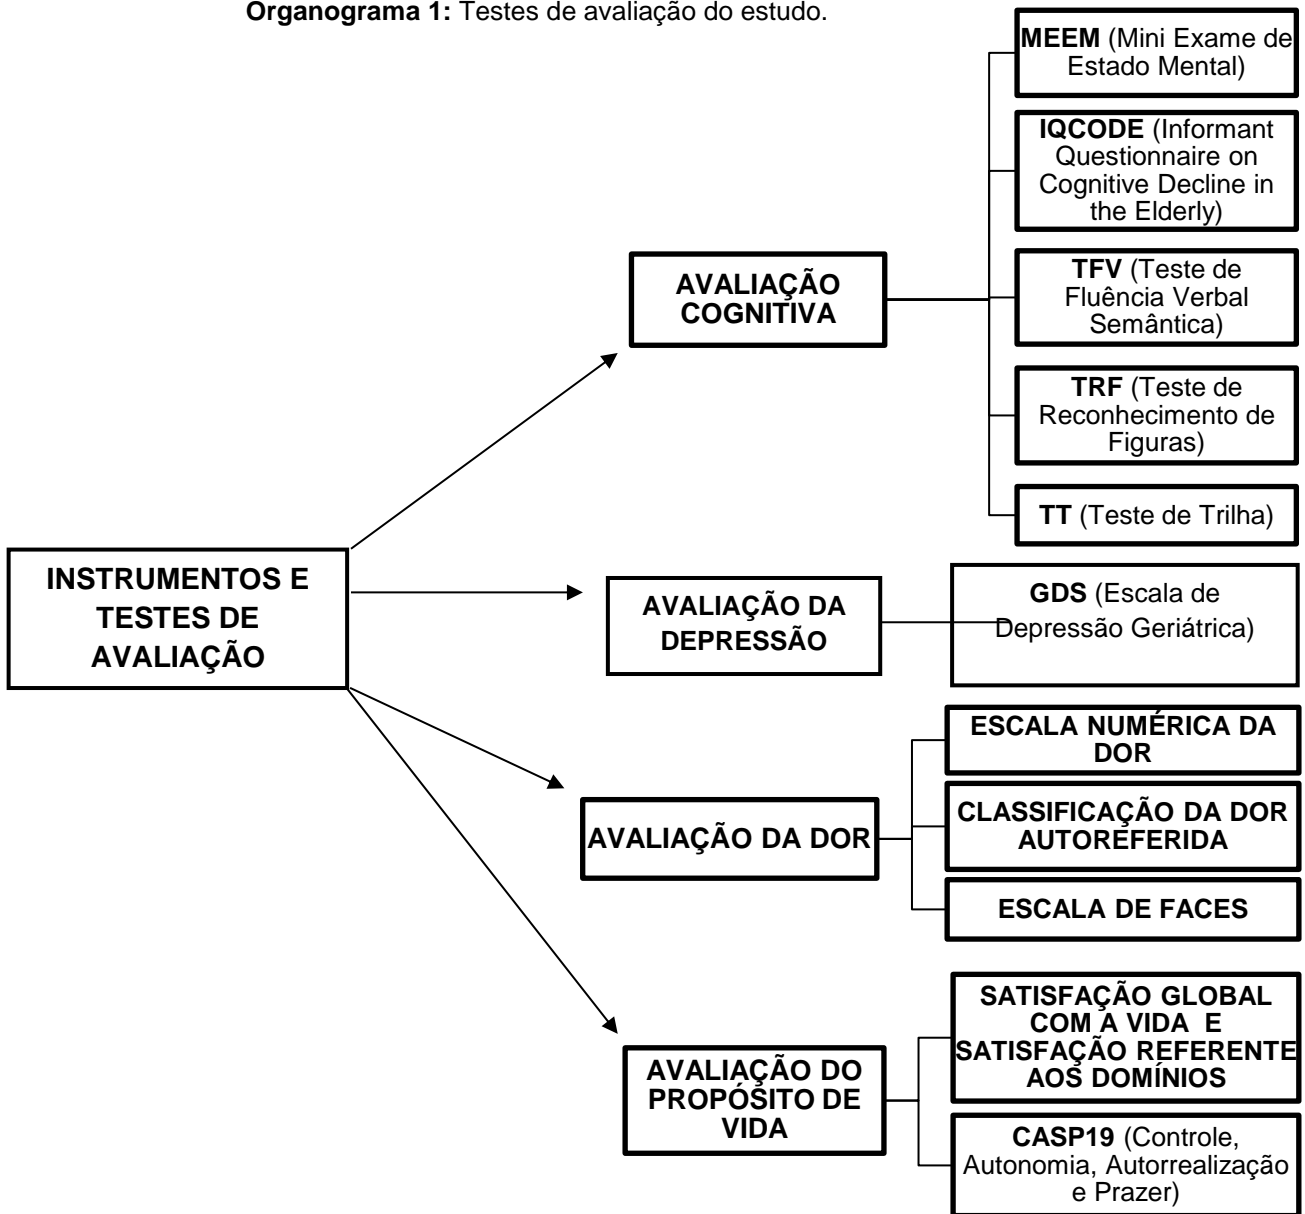 Organograma 1: Testes de avaliação do estudo.
MEEM (Mini Exame de
Estado Mental)
IQCODE (Informant
Questionnaire on
Cognitive Decline in
the Elderly)
AVALIAÇÃO
COGNITIVA
TFV (Teste de
Fluência Verbal
Semântica)
TRF (Teste de
Reconhecimento de
Figuras)
TT (Teste de Trilha)
INSTRUMENTOS E
TESTES DE
AVALIAÇÃO
AVALIAÇÃO DA
DEPRESSÃO
GDS (Escala de
Depressão Geriátrica)
AVALIAÇÃO DA DOR
ESCALA NUMÉRICA DA
DOR
CLASSIFICAÇÃO DA DOR
AUTOREFERIDA
ESCALA DE FACES
AVALIAÇÃO DO
PROPÓSITO DE
VIDA
SATISFAÇÃO GLOBAL
COM A VIDA E
SATISFAÇÃO REFERENTE
AOS DOMÍNIOS
CASP19 (Controle,
Autonomia, Autorrealização
e Prazer)